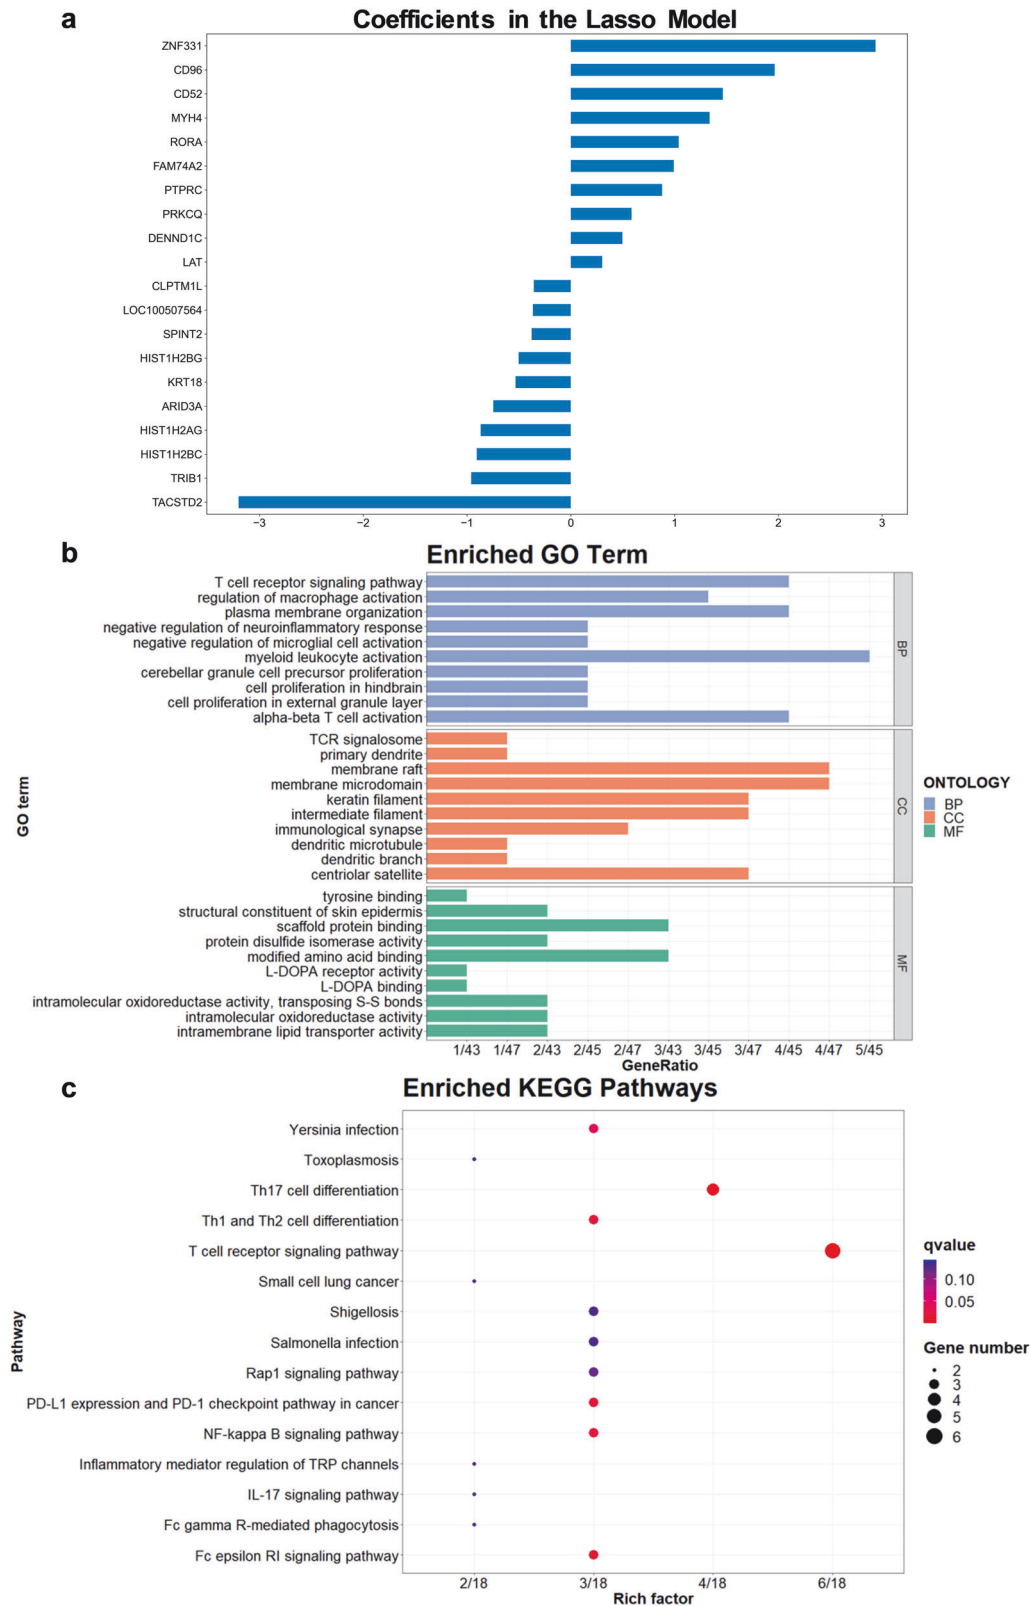 a
Coefficients in the Lasso Model
ZNF331
CD96
CD52
MYH4
RORA
FAM74A2
PTPRC
PRKCQ
DENND1C
LAT
CLPTM1L
LOC100507564
SPINT2
HIST1H2BG
KRT18
ARID3A
HIST1H2AG
HIST1H2BC
TRIB1
TACSTD2
−3 −2 −1 0 1 2 3
b
Enriched GO Term
GO term
T cell receptor signaling pathway
regulation of macrophage activation
plasma membrane organization
negative regulation of neuroinflammatory response
negative regulation of microglial cell activation
myeloid leukocyte activation
cerebellar granule cell precursor proliferation
cell proliferation in hindbrain
cell proliferation in external granule layer
alpha-beta T cell activation
BP
TCR signalosome
primary dendrite
membrane raft
membrane microdomain
keratin filament
intermediate filament
immunological synapse
dendritic microtubule
dendritic branch
centriolar satellite
CC
tyrosine binding
structural constituent of skin epidermis
scaffold protein binding
protein disulfide isomerase activity
modified amino acid binding
L-DOPA receptor activity
L-DOPA binding
intramolecular oxidoreductase activity, transposing S-S bonds
intramolecular oxidoreductase activity
intramembrane lipid transporter activity
MF
1/43 1/47 2/43 2/45 2/47 3/43 3/45 3/47 4/45 4/47 5/45
GeneRatio
ONTOLOGY
BP
CC
MF
c
Enriched KEGG Pathways
Pathway
Yersinia infection
Toxoplasmosis
Th17 cell differentiation
Th1 and Th2 cell differentiation
T cell receptor signaling pathway
Small cell lung cancer
Shigellosis
Salmonella infection
Rap1 signaling pathway
PD-L1 expression and PD-1 checkpoint pathway in cancer
NF-kappa B signaling pathway
Inflammatory mediator regulation of TRP channels
IL-17 signaling pathway
Fc gamma R-mediated phagocytosis
Fc epsilon RI signaling pathway
2/18 3/18 4/18 6/18
Rich factor
qvalue
0.10
0.05
Gene number
2
3
4
5
6